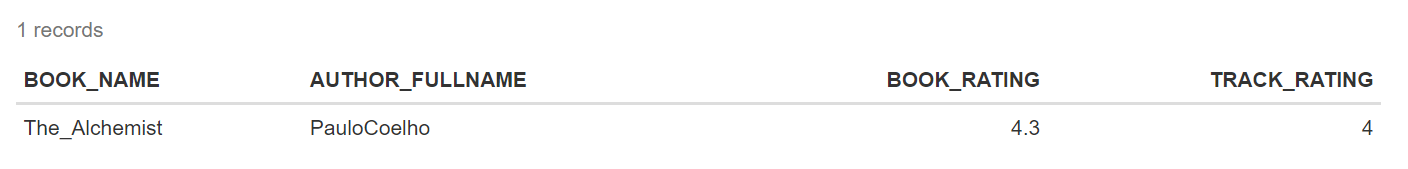 1 records
BOOK_NAME AUTHOR_FULLNAME BOOK_RATING TRACK_RATING
The_Alchemist PauloCoelho 4.3 4